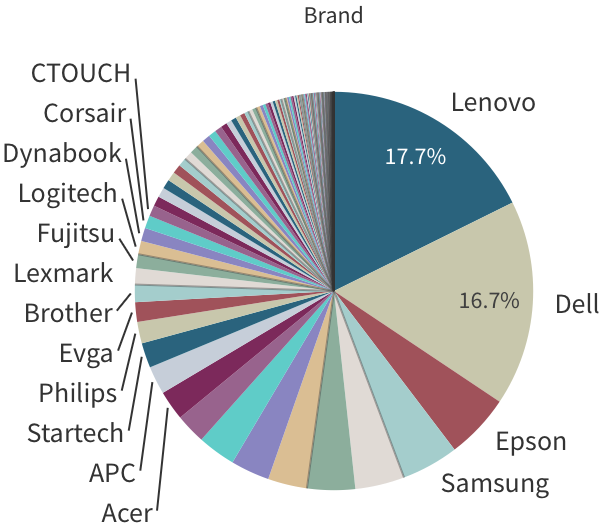 Brand
CTOUCH
Corsair
Dynabook
Logitech
Fujitsu
Lexmark
Brother
Evga
Philips
Startech
APC
Acer
Lenovo
17.7%
16.7%
Dell
Epson
Samsung